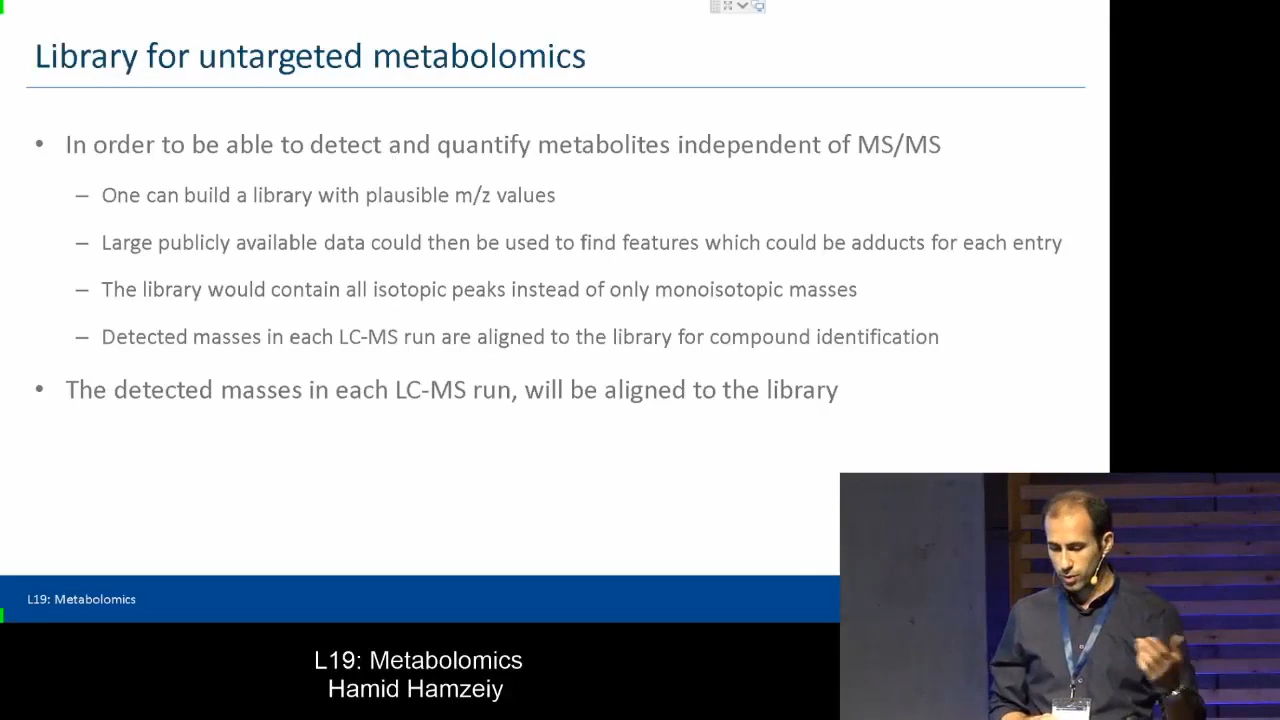 Library for untargeted metabolomics
• In order to be able to detect and quantify metabolites independent of MS/MS
– One can build a library with plausible m/z values
– Large publicly available data could then be used to find features which could be adducts for each entry
– The library would contain all isotopic peaks instead of only monoisotopic masses
– Detected masses in each LC-MS run are aligned to the library for compound identification
• The detected masses in each LC-MS run, will be aligned to the library
L19: Metabolomics
L19: Metabolomics
Hamid Hamzeiy